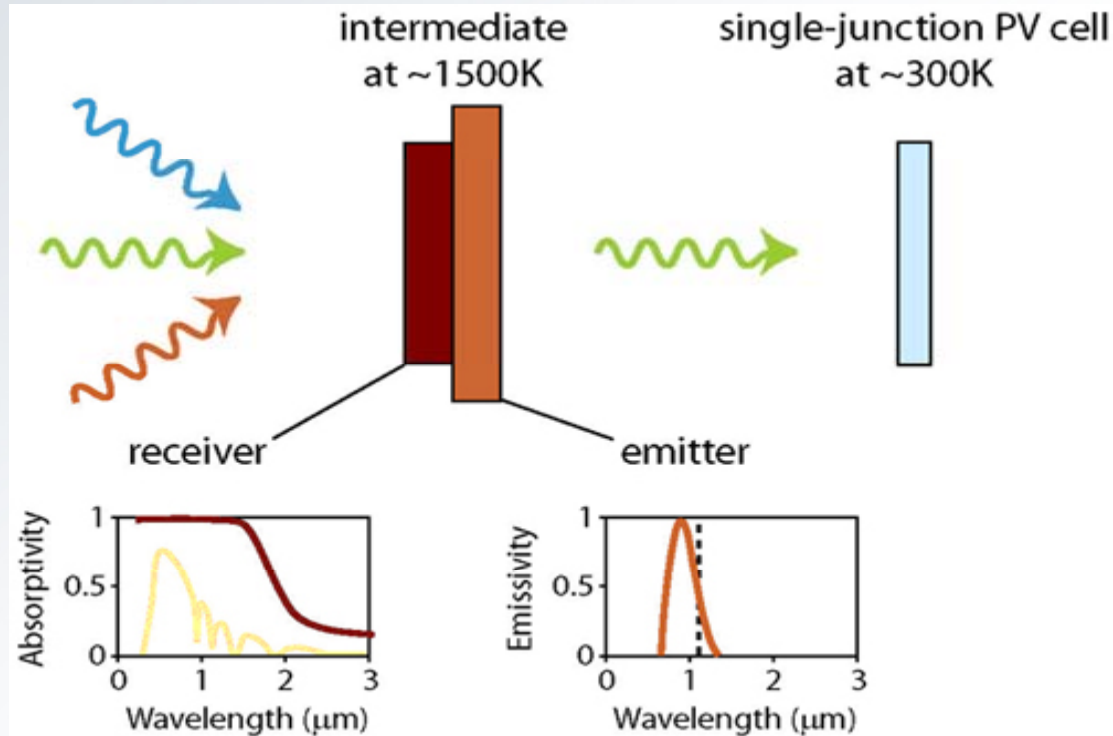 intermediate
at ~1500K
single-junction PV cell
at ~300K
receiver
emitter
Absorptivity
1
0.5
0
0
1
2
3
Wavelength (μm)
Emissivity
1
0.5
0
0
1
2
3
Wavelength (μm)